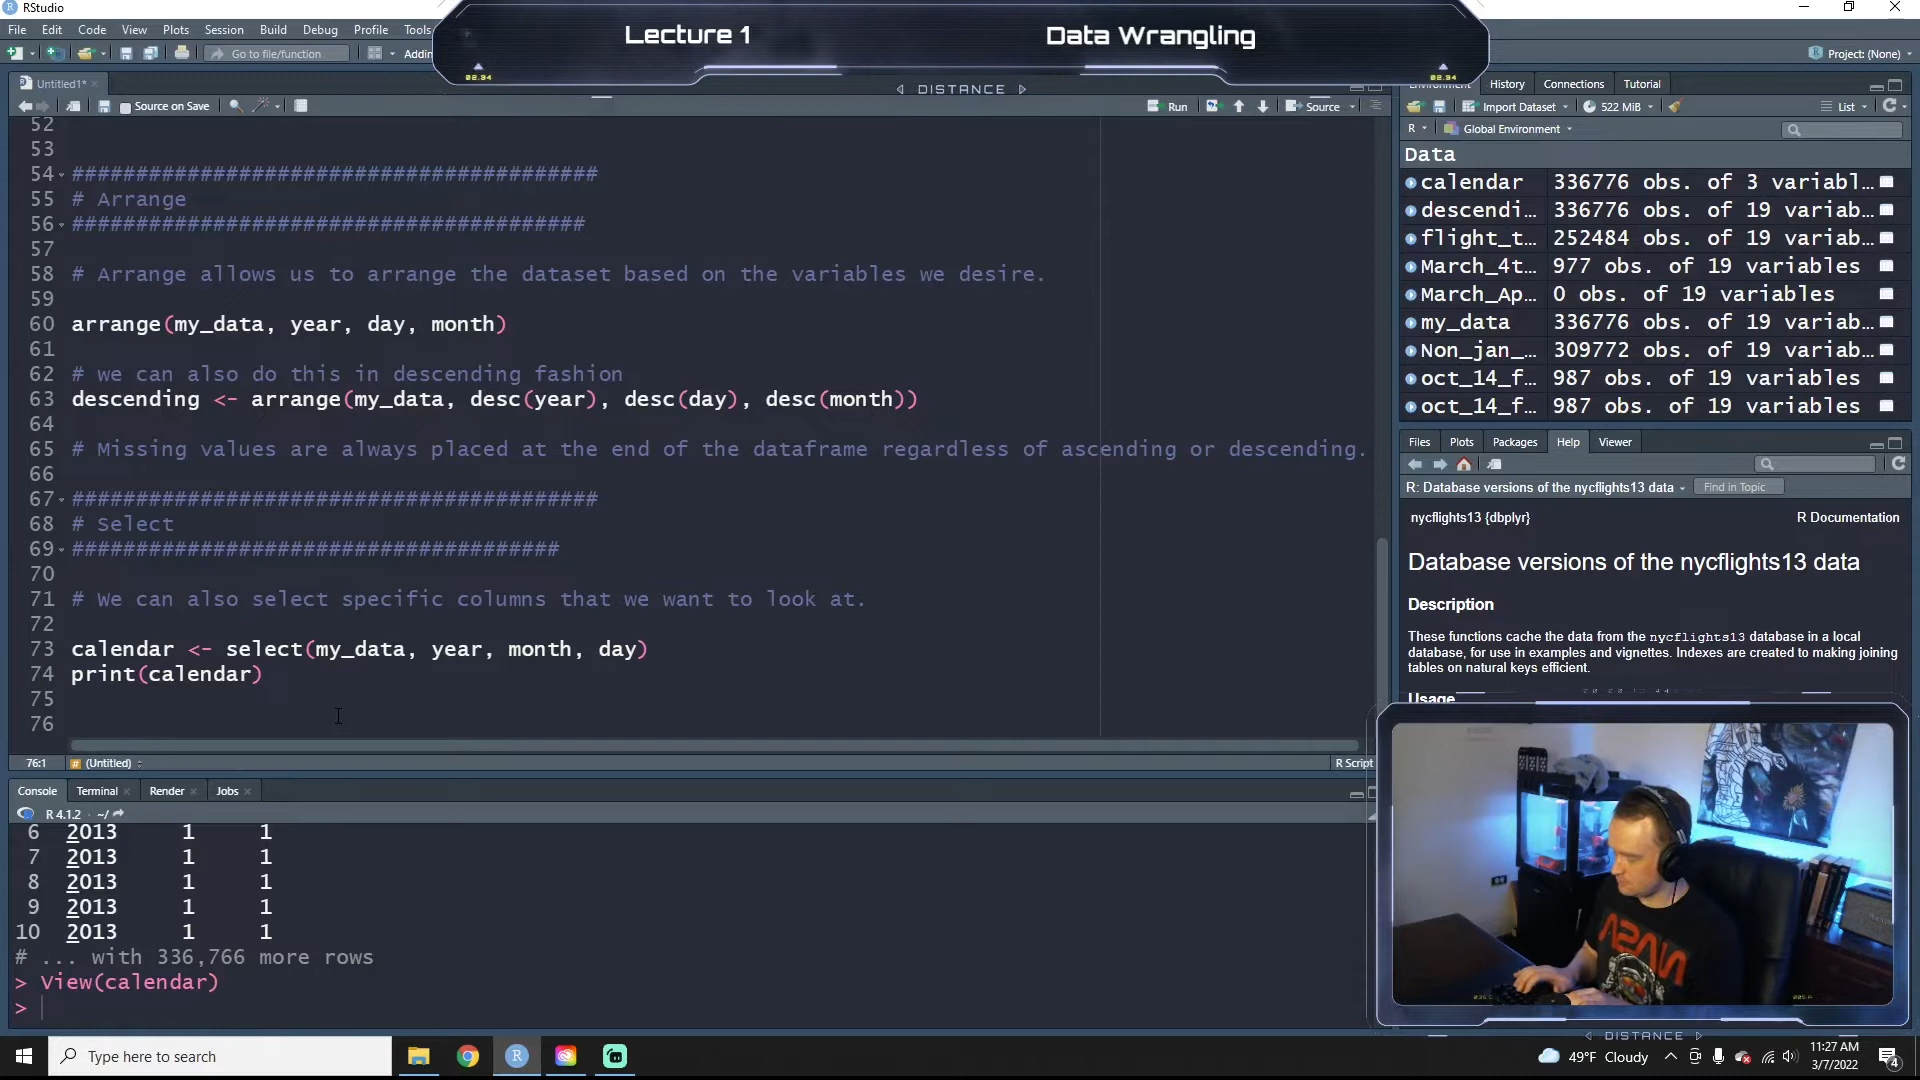 RStudio
File Edit Code View Plots Session Build Debug Profile Tools
Lecture 1 Data Wrangling
02.34 02.34
DISTANCE
Go to file/function Addin
Project: (None)
Untitled1*
Source on Save Run Source
52
53
54 #########################################
55 # Arrange
56 ########################################
57
58 # Arrange allows us to arrange the dataset based on the variables we desire.
59
60 arrange(my_data, year, day, month)
61
62 # we can also do this in descending fashion
63 descending <- arrange(my_data, desc(year), desc(day), desc(month))
64
65 # Missing values are always placed at the end of the dataframe regardless of ascending or descending.
66
67 #########################################
68 # Select
69 ######################################
70
71 # We can also select specific columns that we want to look at.
72
73 calendar <- select(my_data, year, month, day)
74 print(calendar)
75
76
76:1 # (Untitled) R Script
Console Terminal Render Jobs
R 4.1.2 · ~/
6 2013 1 1
7 2013 1 1
8 2013 1 1
9 2013 1 1
10 2013 1 1
# ... with 336,766 more rows
> View(calendar)
>
Environment History Connections Tutorial
Import Dataset 522 MiB List
R Global Environment
Data
calendar 336776 obs. of 3 variabl…
descendi… 336776 obs. of 19 variab…
flight_t… 252484 obs. of 19 variab…
March_4t… 977 obs. of 19 variables
March_Ap… 0 obs. of 19 variables
my_data 336776 obs. of 19 variab…
Non_jan_… 309772 obs. of 19 variab…
oct_14_f… 987 obs. of 19 variables
oct_14_f… 987 obs. of 19 variables
Files Plots Packages Help Viewer
R: Database versions of the nycflights13 data Find in Topic
nycflights13 {dbplyr} R Documentation
Database versions of the nycflights13 data
Description
These functions cache the data from the nycflights13 database in a local
database, for use in examples and vignettes. Indexes are created to making joining
tables on natural keys efficient.
Usage
NASA
DISTANCE
Type here to search
49°F Cloudy
11:27 AM
3/7/2022
4